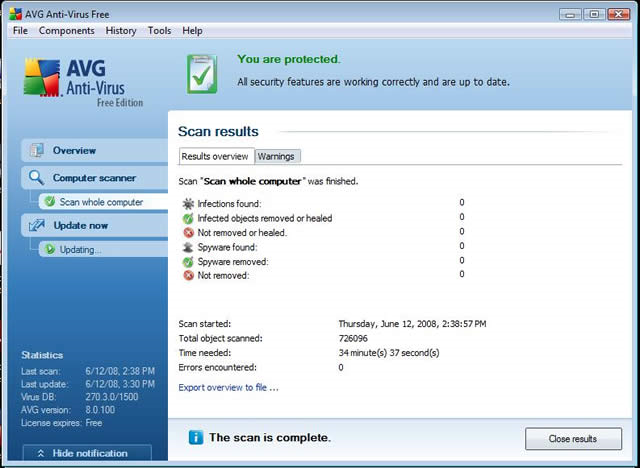 AVG Anti-Virus Free
File Components History Tools Help
AVG
Anti-Virus
Free Edition
You are protected.
All security features are working correctly and are up to date.
Overview
Computer scanner
Scan whole computer
Update now
Updating...
Scan results
Results overview Warnings
Scan "Scan whole computer" was finished.
Infections found: 0
Infected objects removed or healed 0
Not removed or healed. 0
Spyware found: 0
Spyware removed: 0
Not removed: 0
Scan started: Thursday, June 12, 2008, 2:38:57 PM
Total object scanned: 726096
Time needed: 34 minute(s) 37 second(s)
Errors encountered: 0
Export overview to file ...
Statistics
Last scan: 6/12/08, 2:38 PM
Last update: 6/12/08, 3:30 PM
Virus DB: 270.3.0/1500
AVG version: 8.0.100
License expires: Free
Hide notification
The scan is complete.
Close results